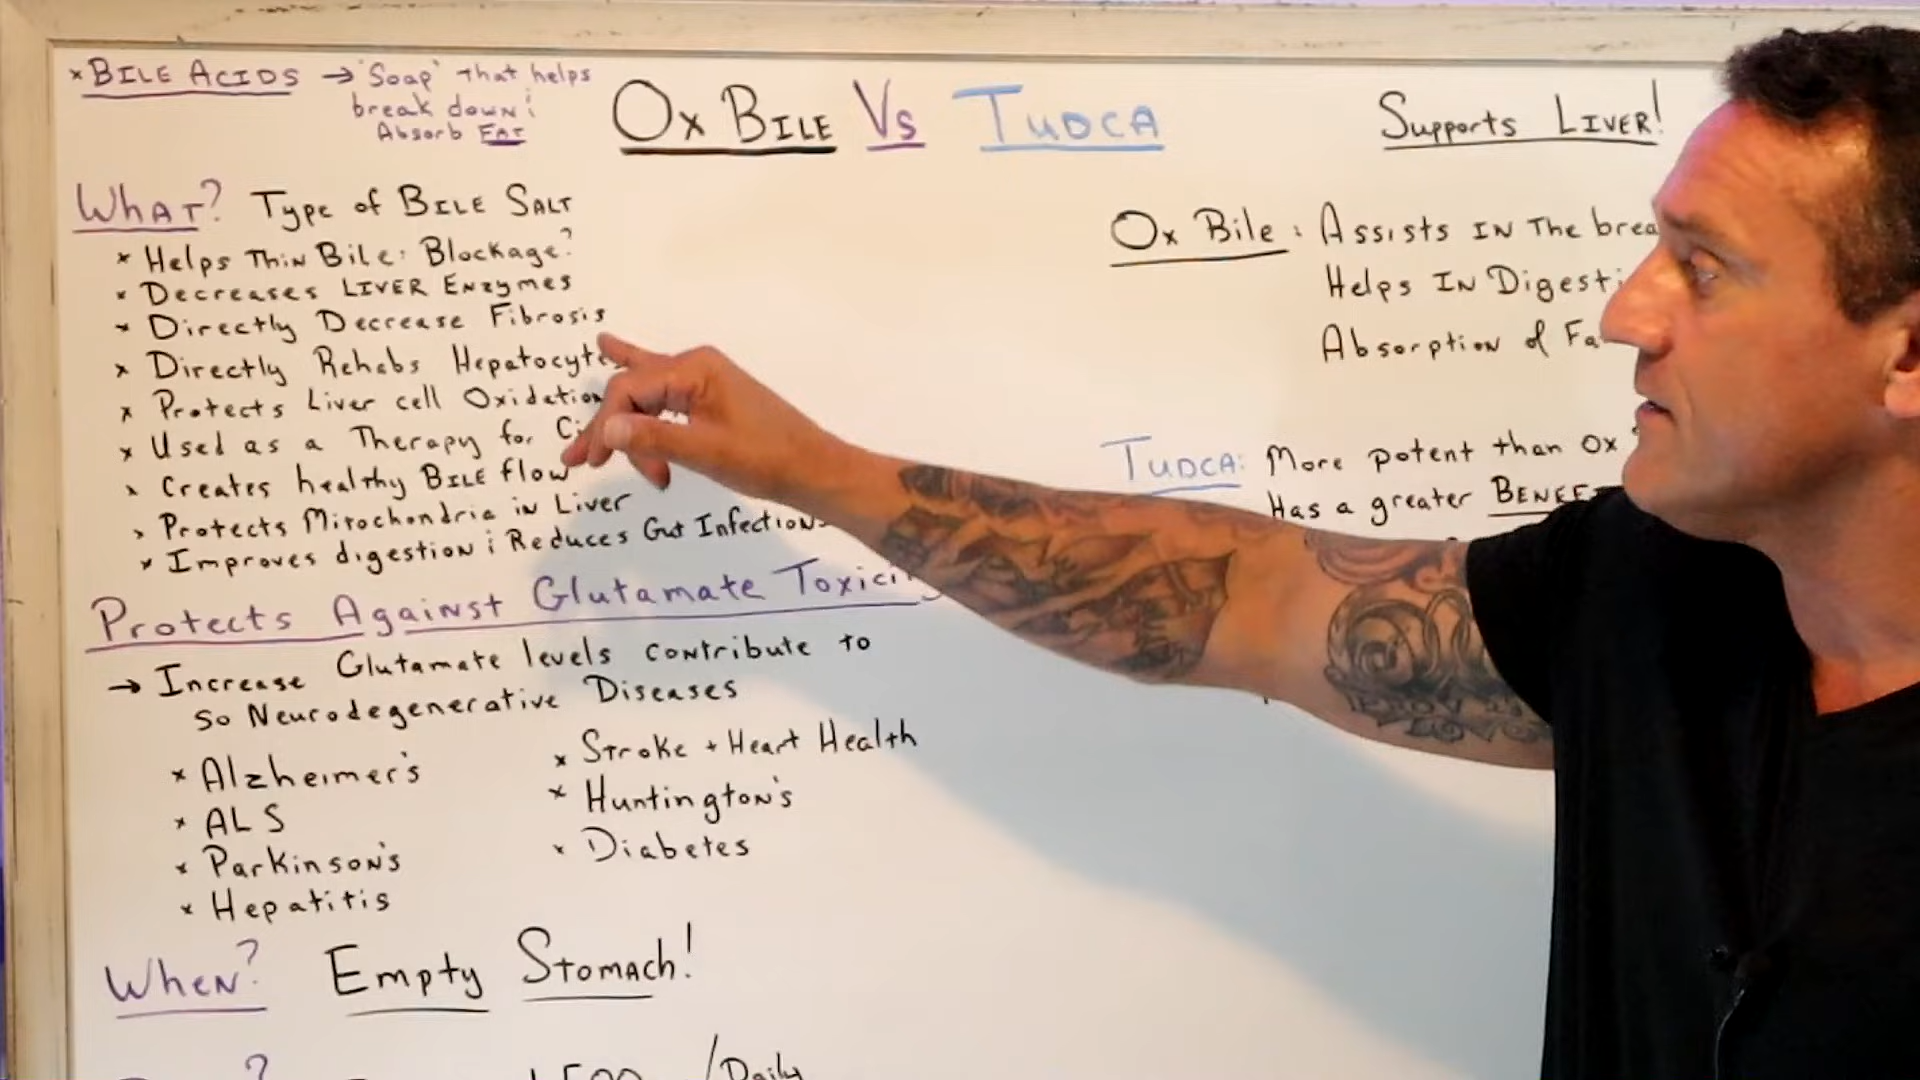 * BILE ACIDS → 'Soap' that helps
break down ;
Absorb FAT
Ox BILE Vs TUDCA
Supports LIVER!
WHAT? Type of BILE SALT
* Helps Thin Bile: Blockage?
* Decreases LIVER Enzymes
* Directly Decrease Fibrosis
* Directly Rehabs Hepatocyte
* Protects Liver cell Oxidation
* Used as a Therapy for
* Creates healthy BILE flow
* Protects Mitochondria in Liver
* Improves digestion ; Reduces Gut Infections
Protects Against Glutamate
→ Increase Glutamate levels contribute to
so Neurodegenerative Diseases
* Alzheimer's
* ALS
* Parkinson's
* Hepatitis
* Stroke + Heart Health
* Huntington's
* Diabetes
WHEN? Empty Stomach!
/Daily
Ox Bile : Assists IN The
Helps IN
Absorption of
TUDCA: More potent than Ox
Has a greater